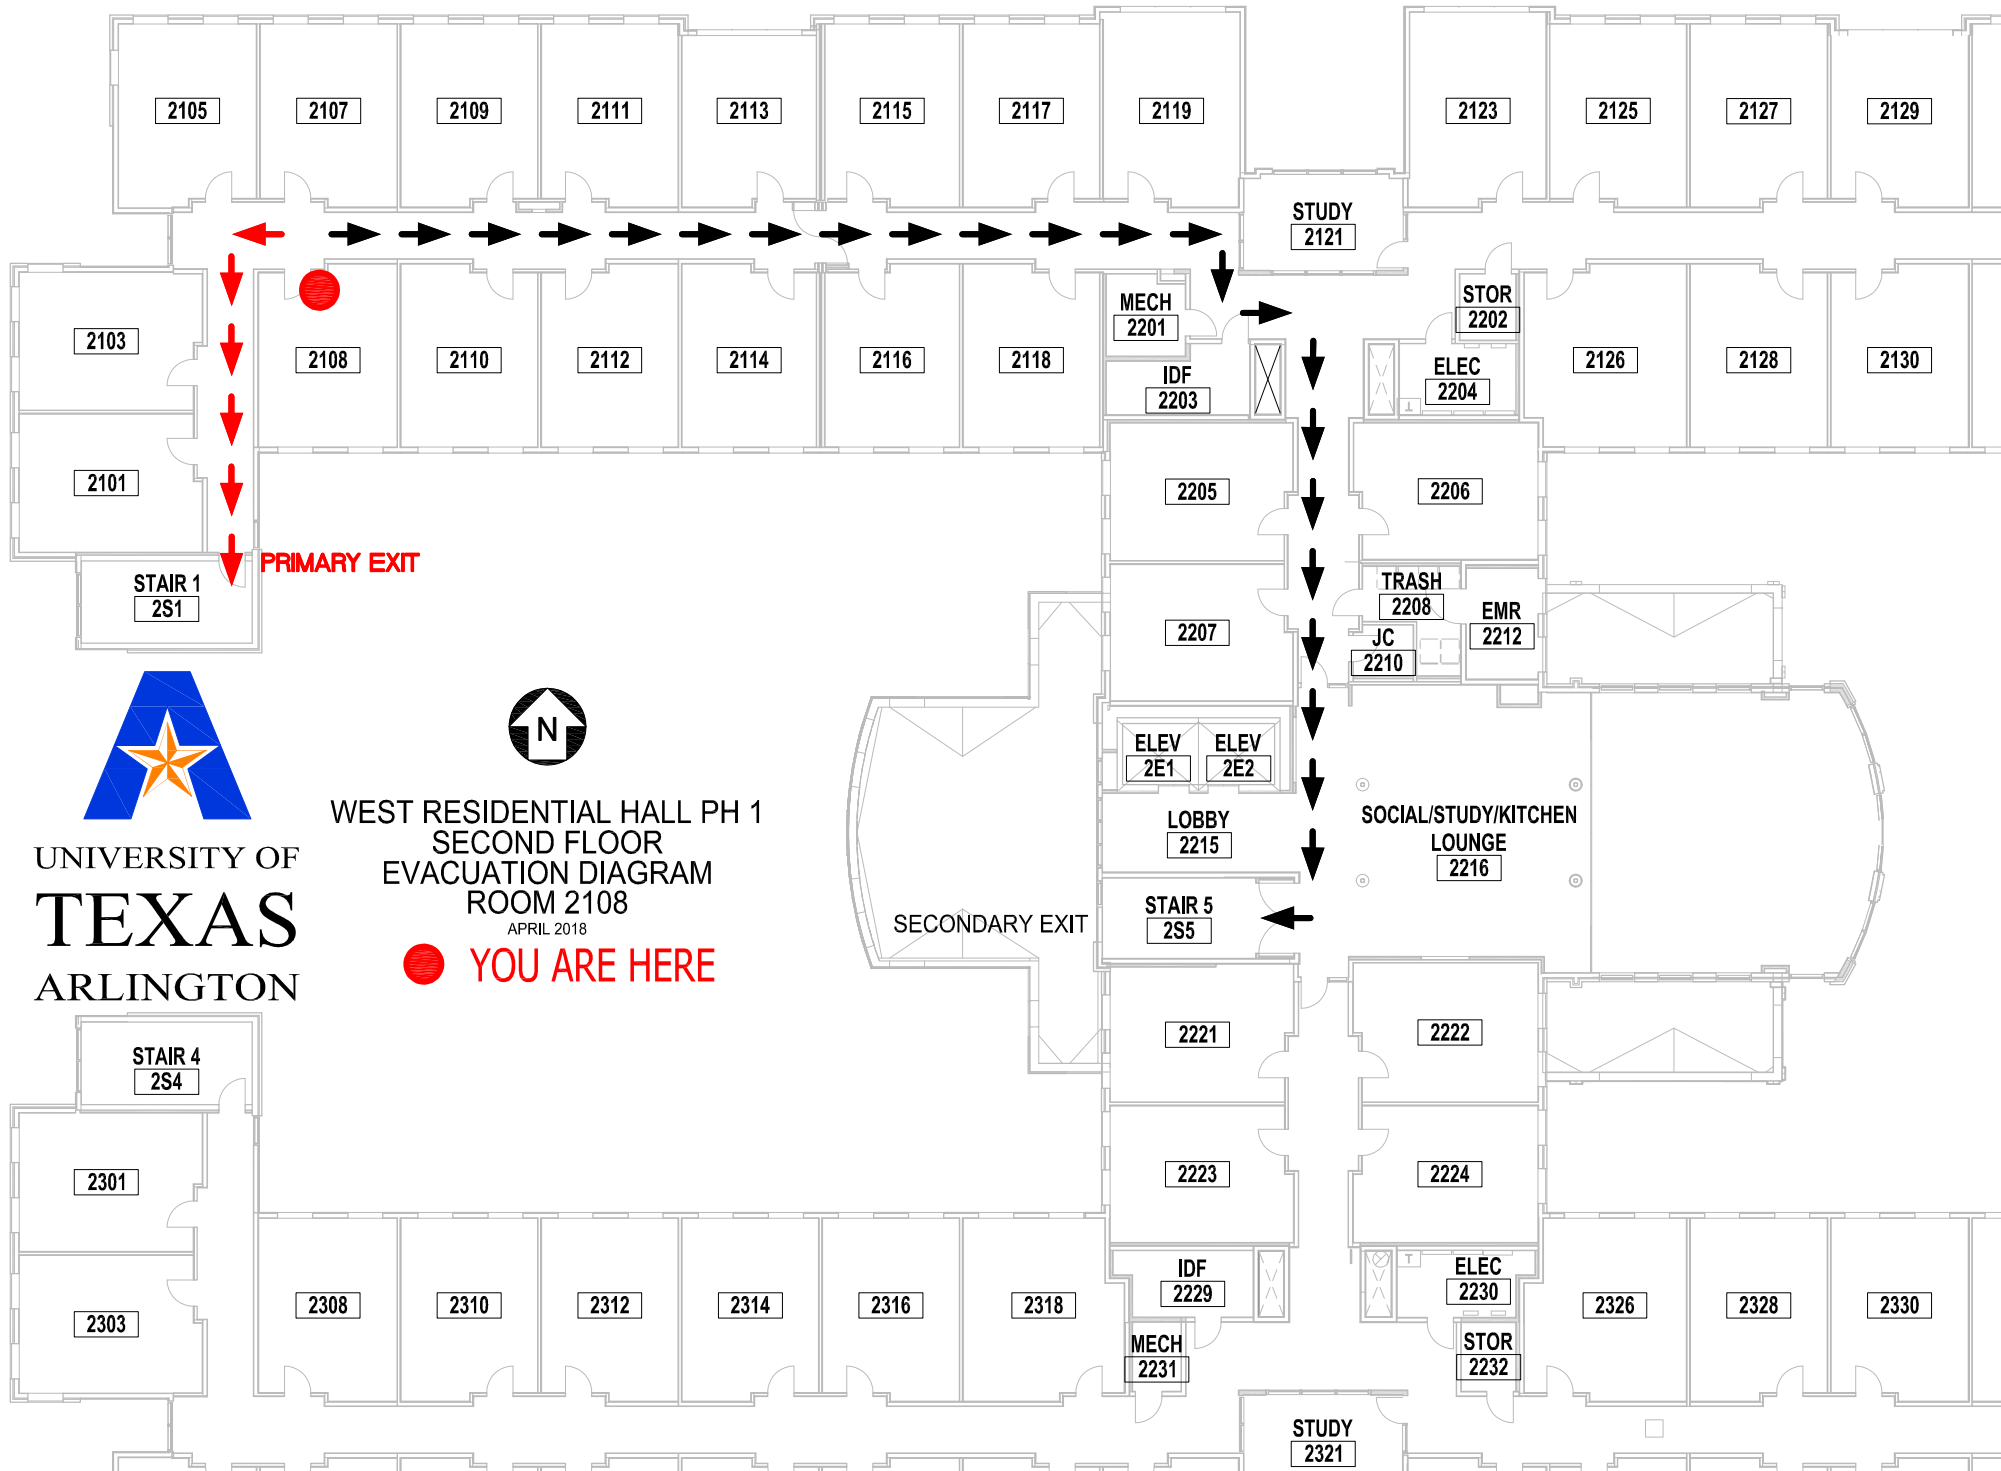 2105
2107
2109
2111
2113
2115
2117
2119
2123
2125
2127
2129
STUDY
2121
MECH
2201
STOR
2202
2103
2108
2110
2112
2114
2116
2118
IDF
2203
ELEC
2204
2126
2128
2130
2101
2205
2206
PRIMARY EXIT
STAIR 1
2S1
TRASH
2208
EMR
2212
2207
JC
2210
N
ELEV
2E1
ELEV
2E2
WEST RESIDENTIAL HALL PH 1
SECOND FLOOR
EVACUATION DIAGRAM
ROOM 2108
APRIL 2018
YOU ARE HERE
UNIVERSITY OF
TEXAS
ARLINGTON
LOBBY
2215
SOCIAL/STUDY/KITCHEN
LOUNGE
2216
SECONDARY EXIT
STAIR 5
2S5
STAIR 4
2S4
2221
2222
2301
2223
2224
2303
2308
2310
2312
2314
2316
2318
IDF
2229
T
ELEC
2230
2326
2328
2330
MECH
2231
STOR
2232
STUDY
2321